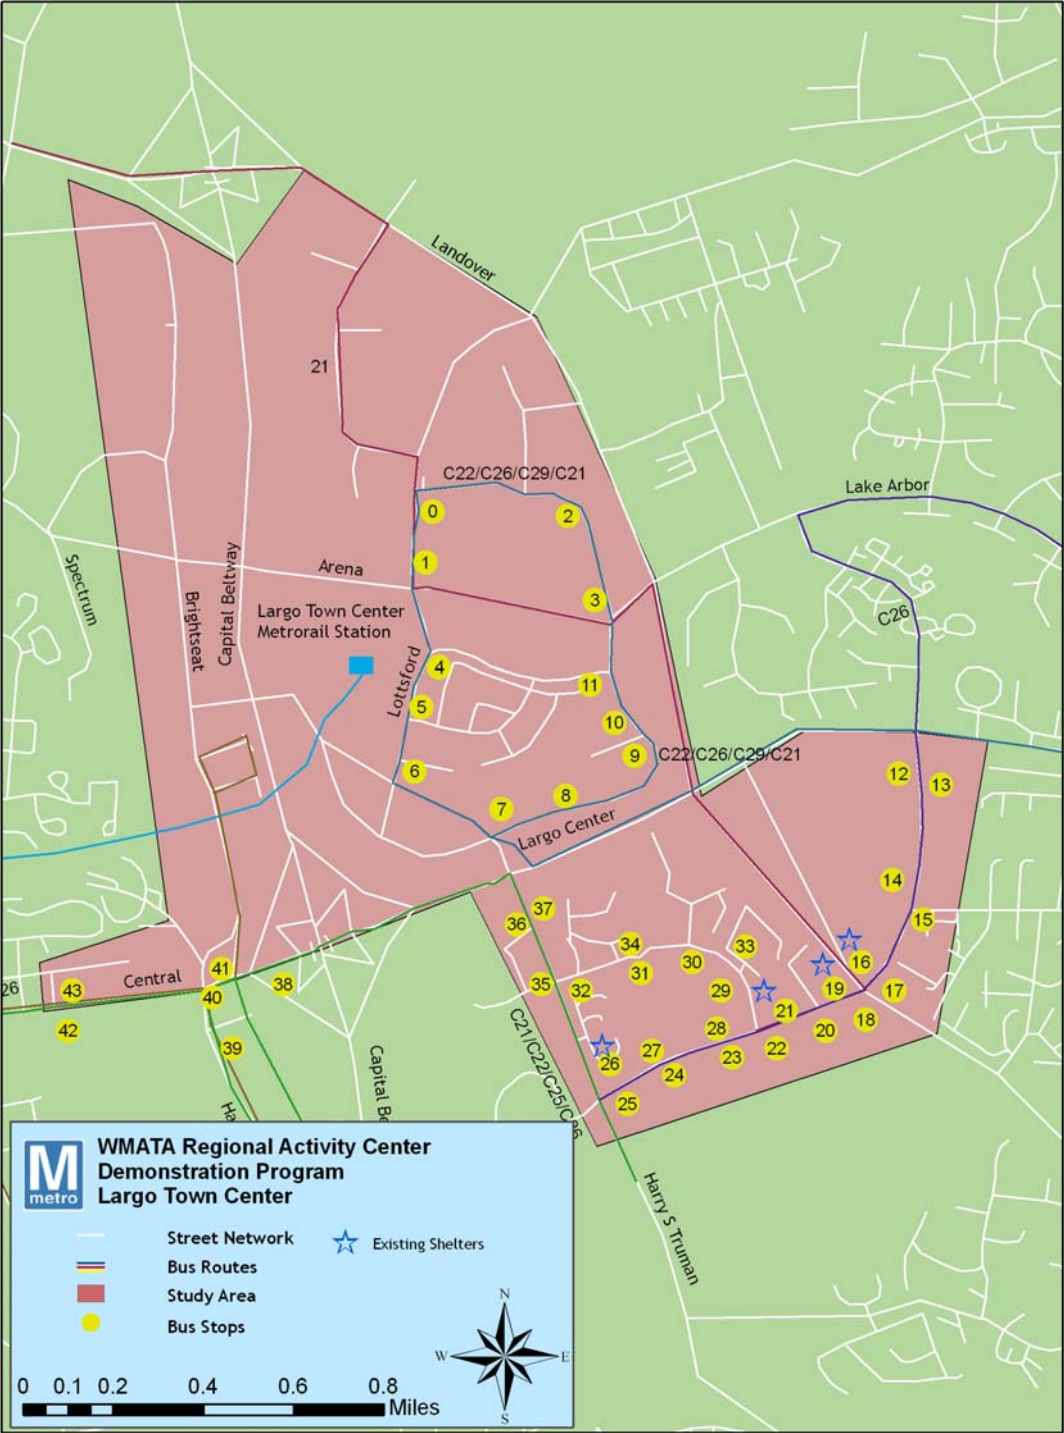 Landover
21
C22/C26/C29/C21
0
2
Lake Arbor
1
Arena
Spectrum
Capital Beltway
Brightseat
Largo Town Center
Metrorail Station
3
C26
4
Lottsford
11
5
10
9
C22/C26/C29/C21
6
12
13
8
7
Largo Center
14
37
36
15
34
33
30
16
41
Central
26
43
40
38
35
32
31
29
19
17
42
21
18
20
28
39
C21/C22/C25/C26
27
22
23
26
24
Capital Be
Ha
25
M
metro
WMATA Regional Activity Center
Demonstration Program
Largo Town Center
Street Network
Existing Shelters
Bus Routes
Study Area
Bus Stops
N
W
E
S
0 0.1 0.2 0.4 0.6 0.8
Miles
Harry S Truman